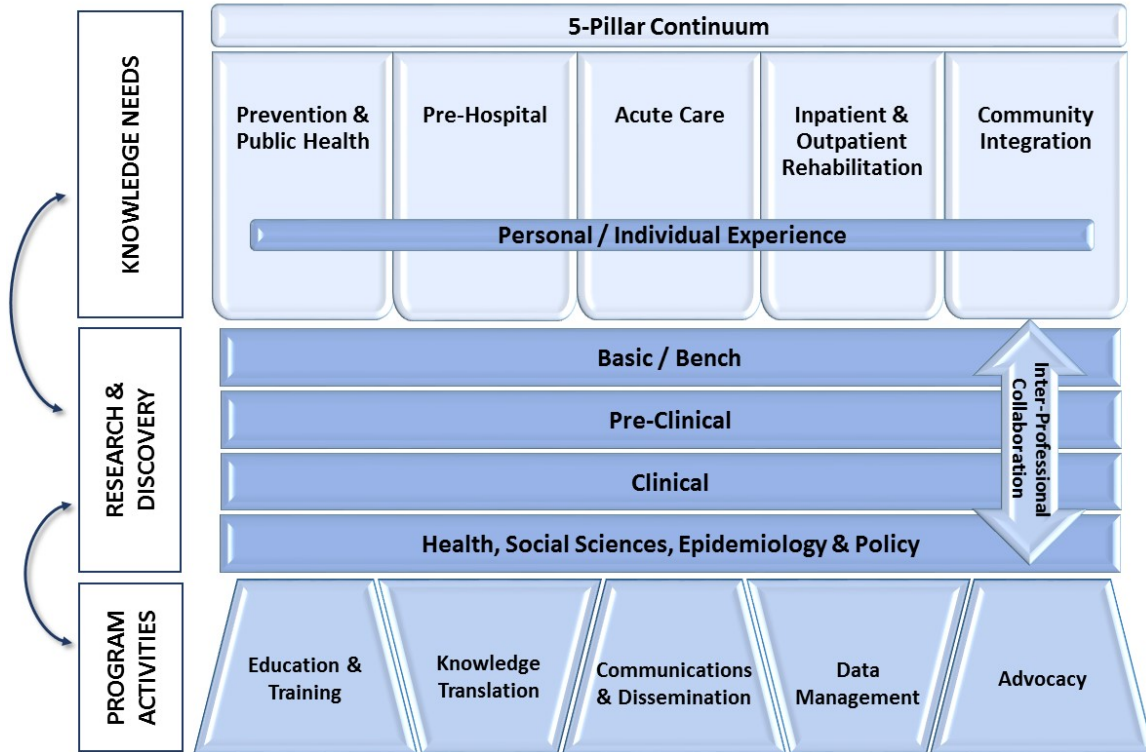 5-Pillar Continuum
KNOWLEDGE NEEDS
Prevention &
Public Health
Pre-Hospital
Acute Care
Inpatient &
Outpatient
Rehabilitation
Community
Integration
Personal / Individual Experience
RESEARCH &
DISCOVERY
Basic / Bench
Pre-Clinical
Clinical
Health, Social Sciences, Epidemiology & Policy
Inter-Professional
Collaboration
PROGRAM
ACTIVITIES
Education &
Training
Knowledge
Translation
Communications
& Dissemination
Data
Management
Advocacy